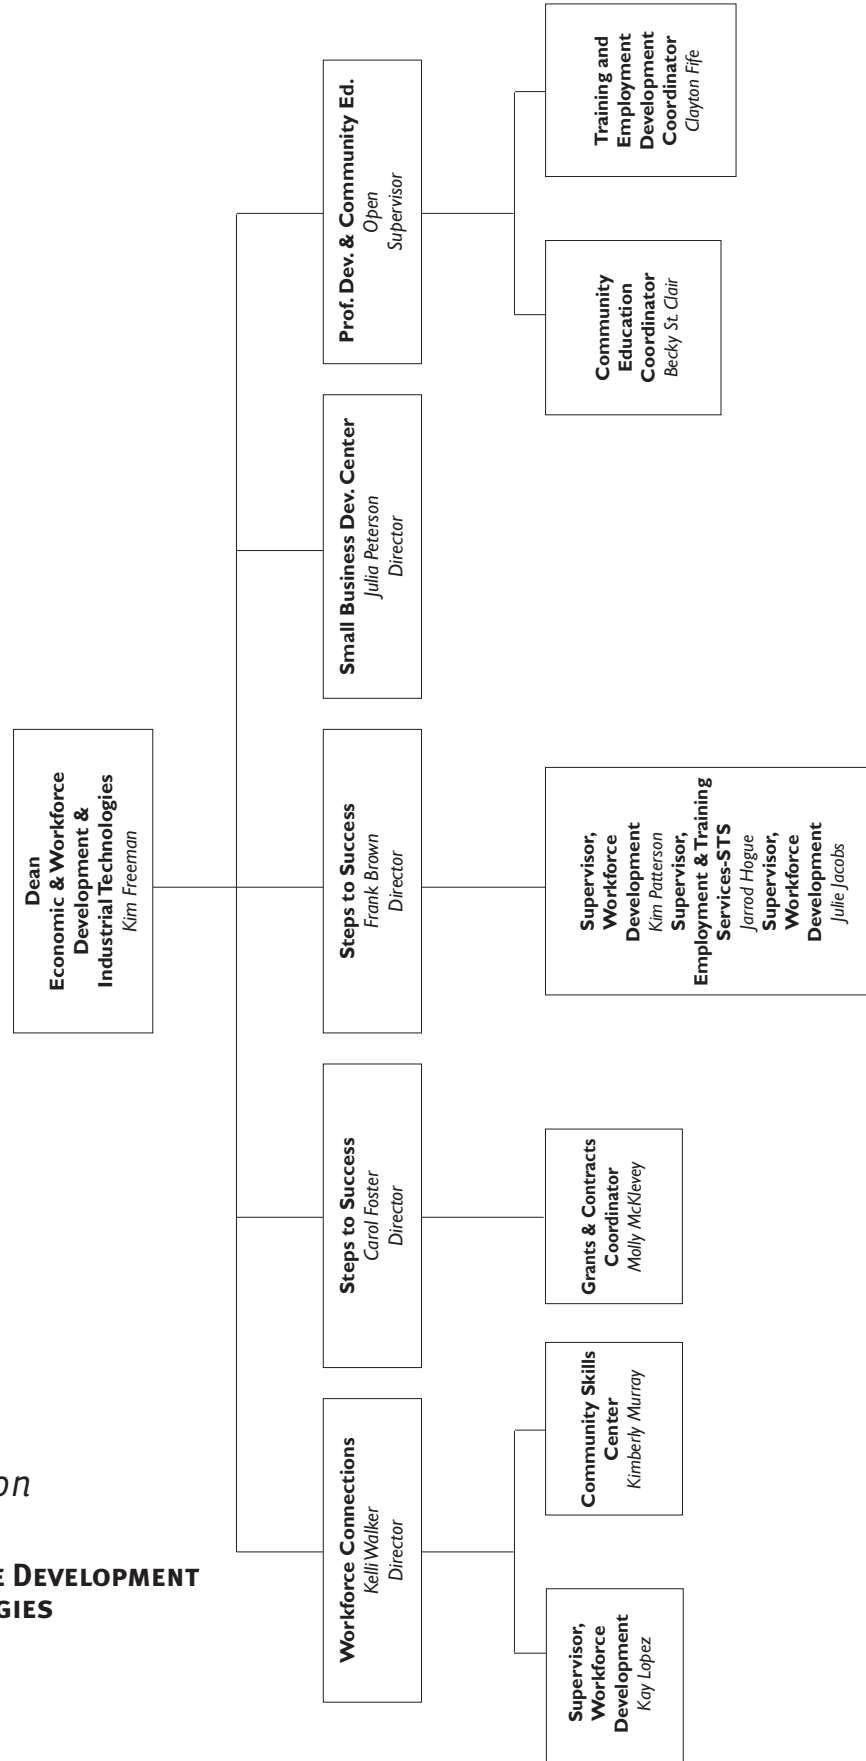 on
E DEVELOPMENT
GIES
Dean
Economic & Workforce
Development &
Industrial Technologies
Kim Freeman
Workforce Connections
Kelli Walker
Director
Steps to Success
Carol Foster
Director
Steps to Success
Frank Brown
Director
Small Business Dev. Center
Julia Peterson
Director
Prof. Dev. & Community Ed.
Open
Supervisor
Supervisor,
Workforce
Development
Kay Lopez
Community Skills
Center
Kimberly Murray
Grants & Contracts
Coordinator
Molly McKlevey
Supervisor,
Workforce
Development
Kim Patterson
Supervisor,
Employment & Training
Services-STS
Jarrod Hogue
Supervisor,
Workforce
Development
Julie Jacobs
Community
Education
Coordinator
Becky St. Clair
Training and
Employment
Development
Coordinator
Clayton Fife